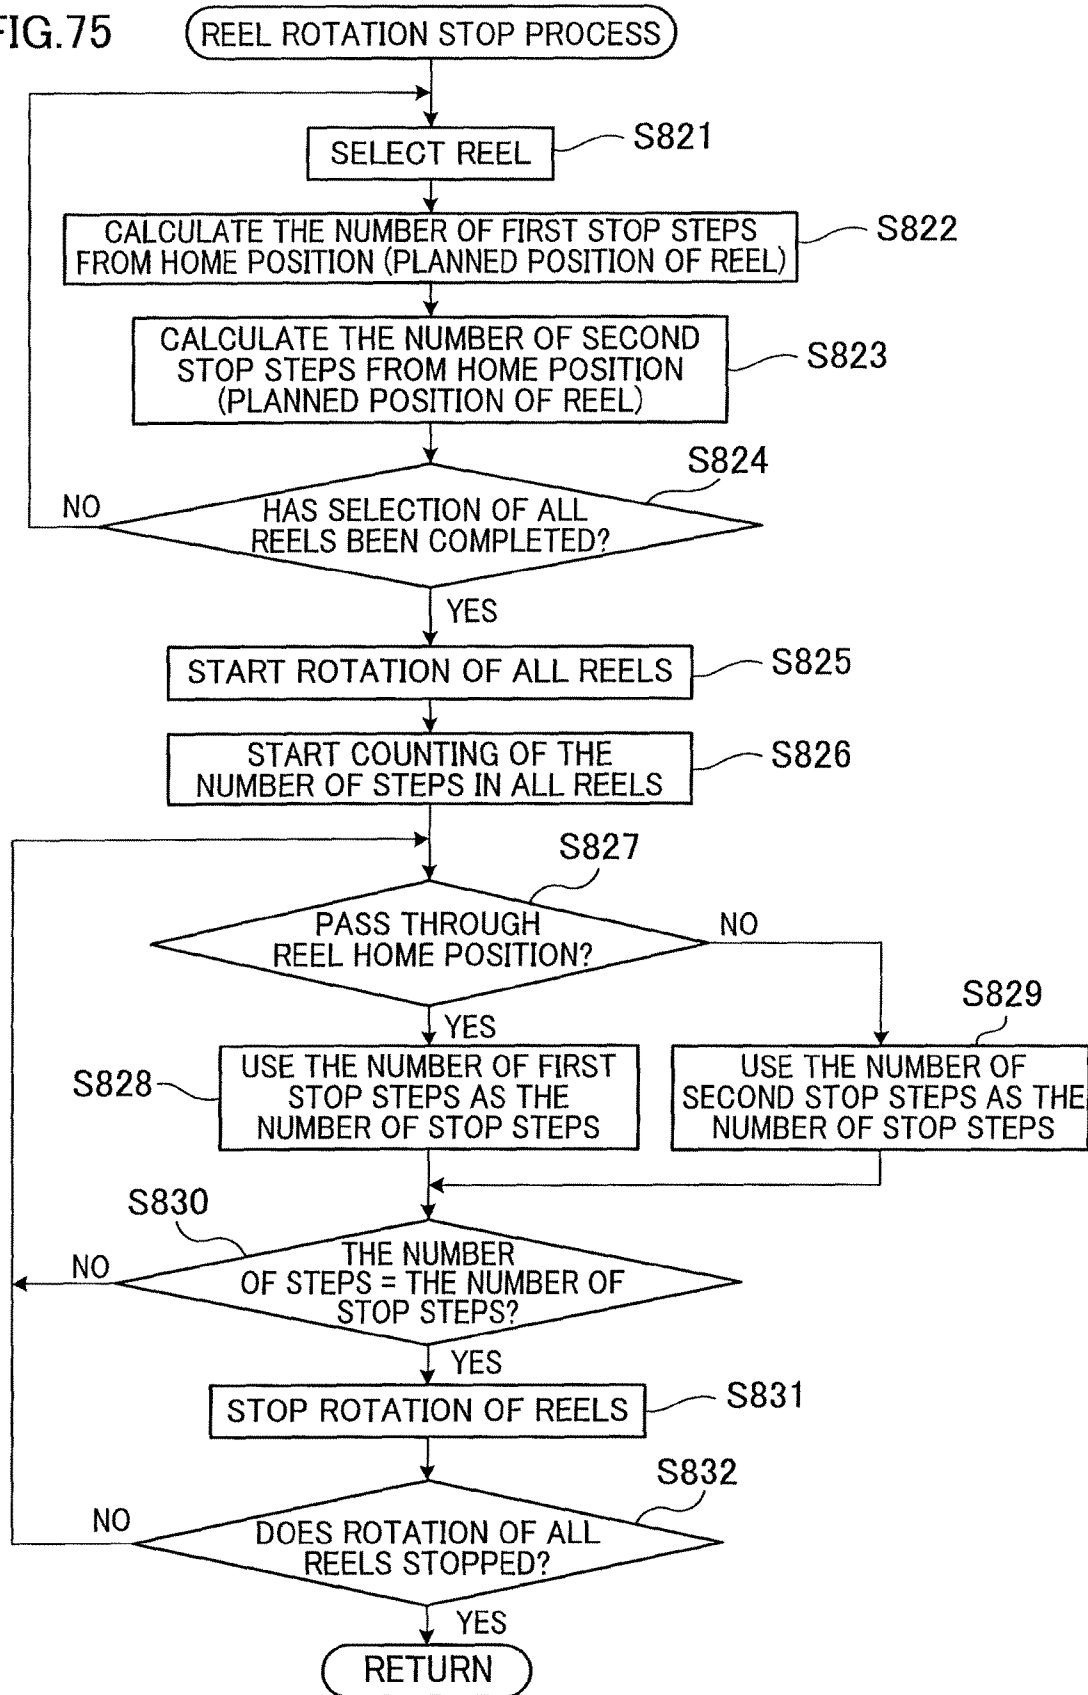 FIG.75
REEL ROTATION STOP PROCESS
S821
SELECT REEL
S822
CALCULATE THE NUMBER OF FIRST STOP STEPS
FROM HOME POSITION (PLANNED POSITION OF REEL)
S823
CALCULATE THE NUMBER OF SECOND
STOP STEPS FROM HOME POSITION
(PLANNED POSITION OF REEL)
S824
NO
HAS SELECTION OF ALL
REELS BEEN COMPLETED?
YES
S825
START ROTATION OF ALL REELS
S826
START COUNTING OF THE
NUMBER OF STEPS IN ALL REELS
S827
PASS THROUGH
REEL HOME POSITION?
NO
YES
S828
USE THE NUMBER OF FIRST
STOP STEPS AS THE
NUMBER OF STOP STEPS
S829
USE THE NUMBER OF
SECOND STOP STEPS AS THE
NUMBER OF STOP STEPS
S830
NO
THE NUMBER
OF STEPS = THE NUMBER OF
STOP STEPS?
YES
S831
STOP ROTATION OF REELS
S832
NO
DOES ROTATION OF ALL
REELS STOPPED?
YES
RETURN